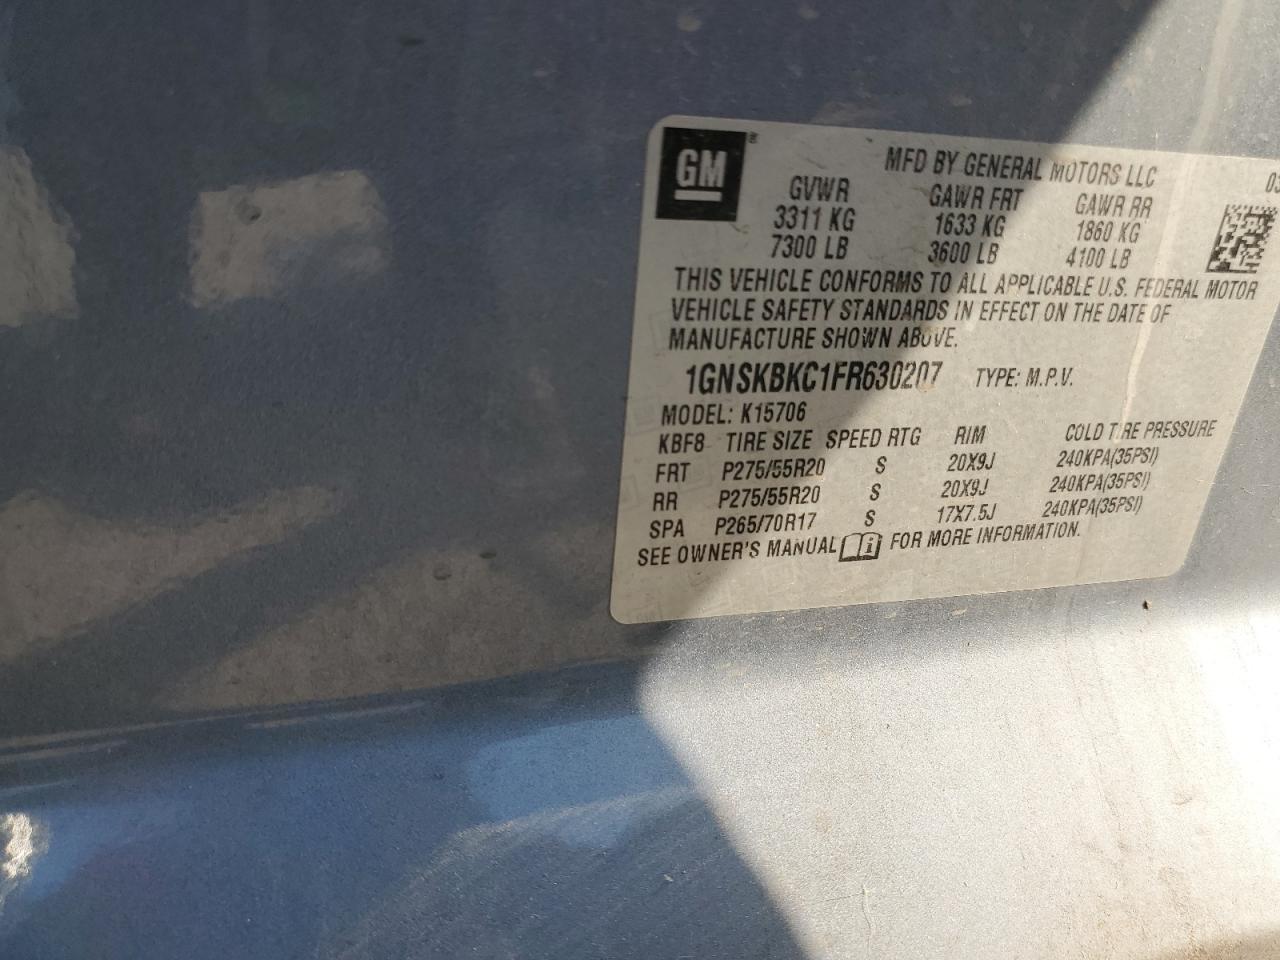 GM
MFD BY GENERAL MOTORS LLC
03
GVWR GAWR FRT GAWR RR
3311 KG 1633 KG 1860 KG
7300 LB 3600 LB 4100 LB
THIS VEHICLE CONFORMS TO ALL APPLICABLE U.S. FEDERAL MOTOR
VEHICLE SAFETY STANDARDS IN EFFECT ON THE DATE OF
MANUFACTURE SHOWN ABOVE.
1GNSKBKC1FR630207 TYPE: M.P.V.
MODEL: K15706
KBF8 TIRE SIZE SPEED RTG RIM COLD TIRE PRESSURE
FRT P275/55R20 S 20X9J 240KPA(35PSI)
RR P275/55R20 S 20X9J 240KPA(35PSI)
SPA P265/70R17 S 17X7.5J 240KPA(35PSI)
SEE OWNER'S MANUAL FOR MORE INFORMATION.